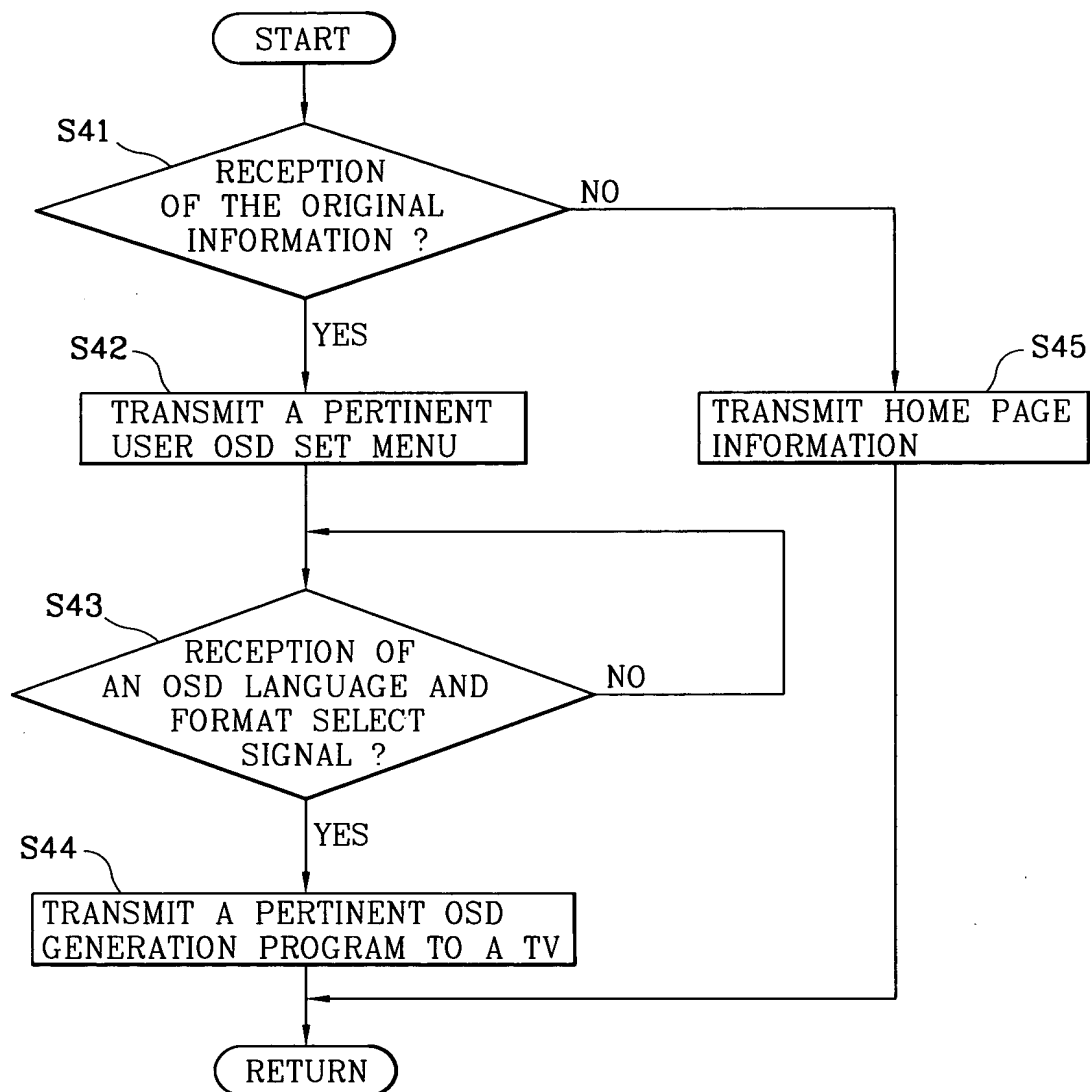 START
S41
RECEPTION
OF THE ORIGINAL
INFORMATION ?
NO
YES
S42
TRANSMIT A PERTINENT
USER OSD SET MENU
S45
TRANSMIT HOME PAGE
INFORMATION
S43
RECEPTION OF
AN OSD LANGUAGE AND
FORMAT SELECT
SIGNAL ?
NO
YES
S44
TRANSMIT A PERTINENT OSD
GENERATION PROGRAM TO A TV
RETURN